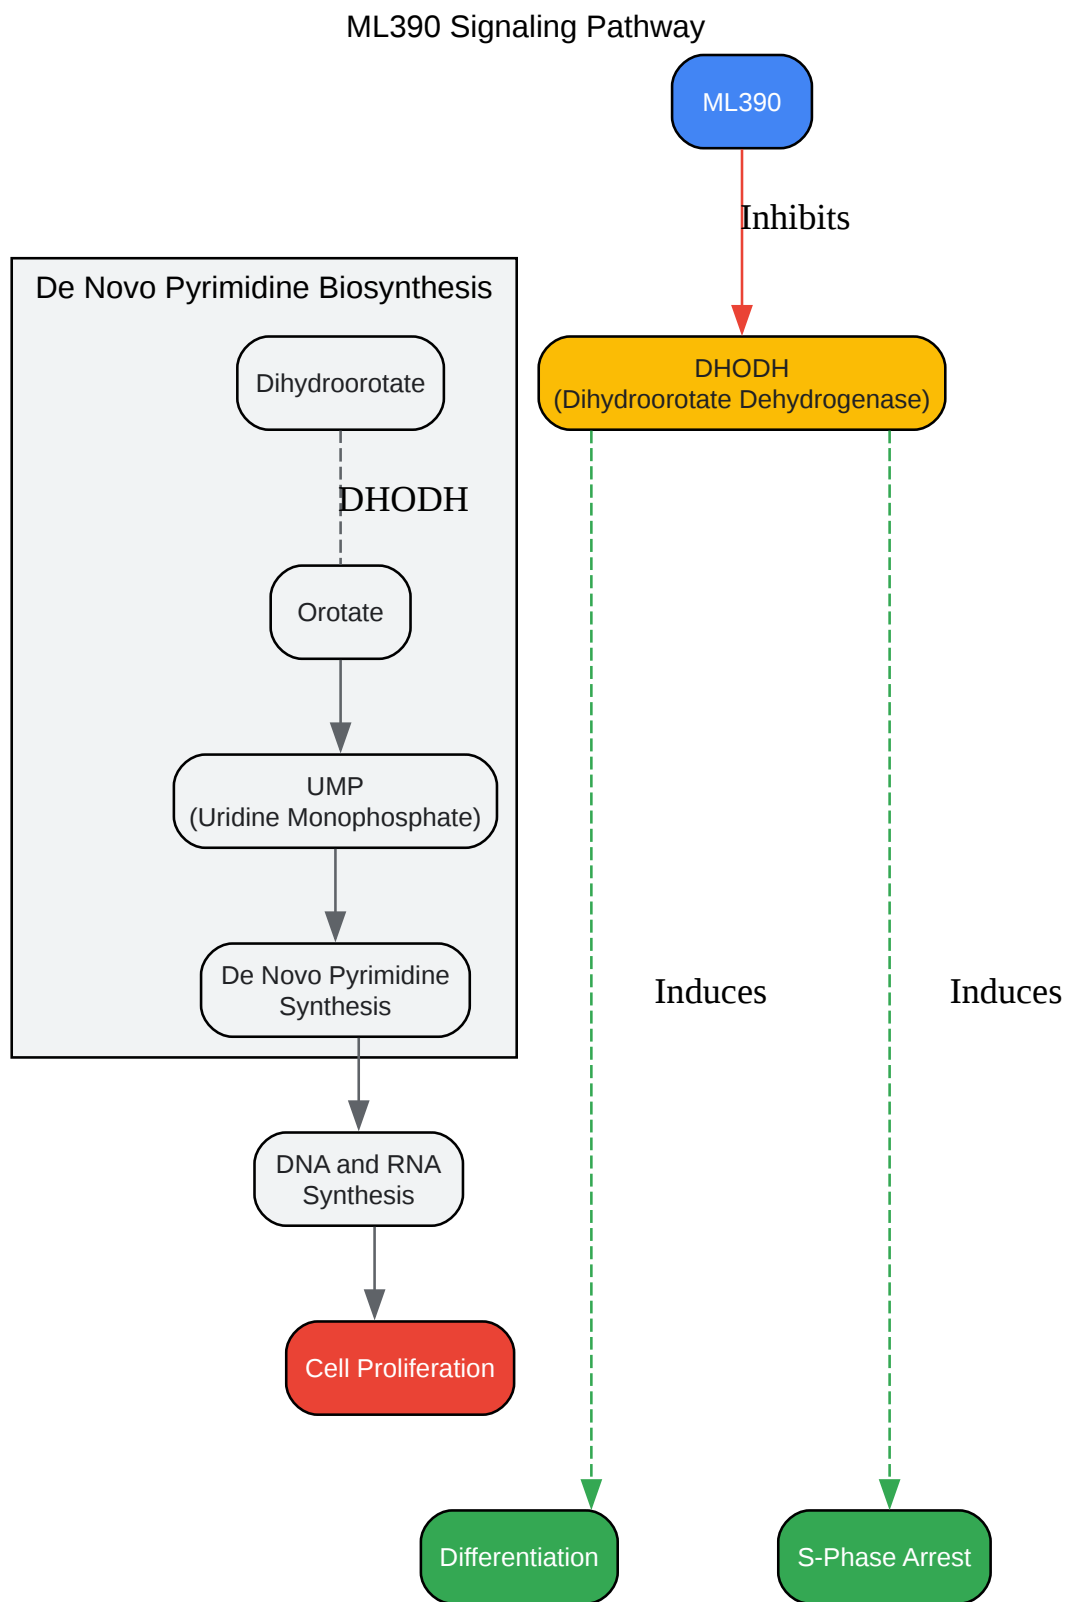 ML390 Signaling Pathway
ML390
Inhibits
De Novo Pyrimidine Biosynthesis
Dihydroorotate
DHODH
(Dihydroorotate Dehydrogenase)
DHODH
Orotate
UMP
(Uridine Monophosphate)
De Novo Pyrimidine
Synthesis
Induces
Induces
DNA and RNA
Synthesis
Cell Proliferation
Differentiation
S-Phase Arrest